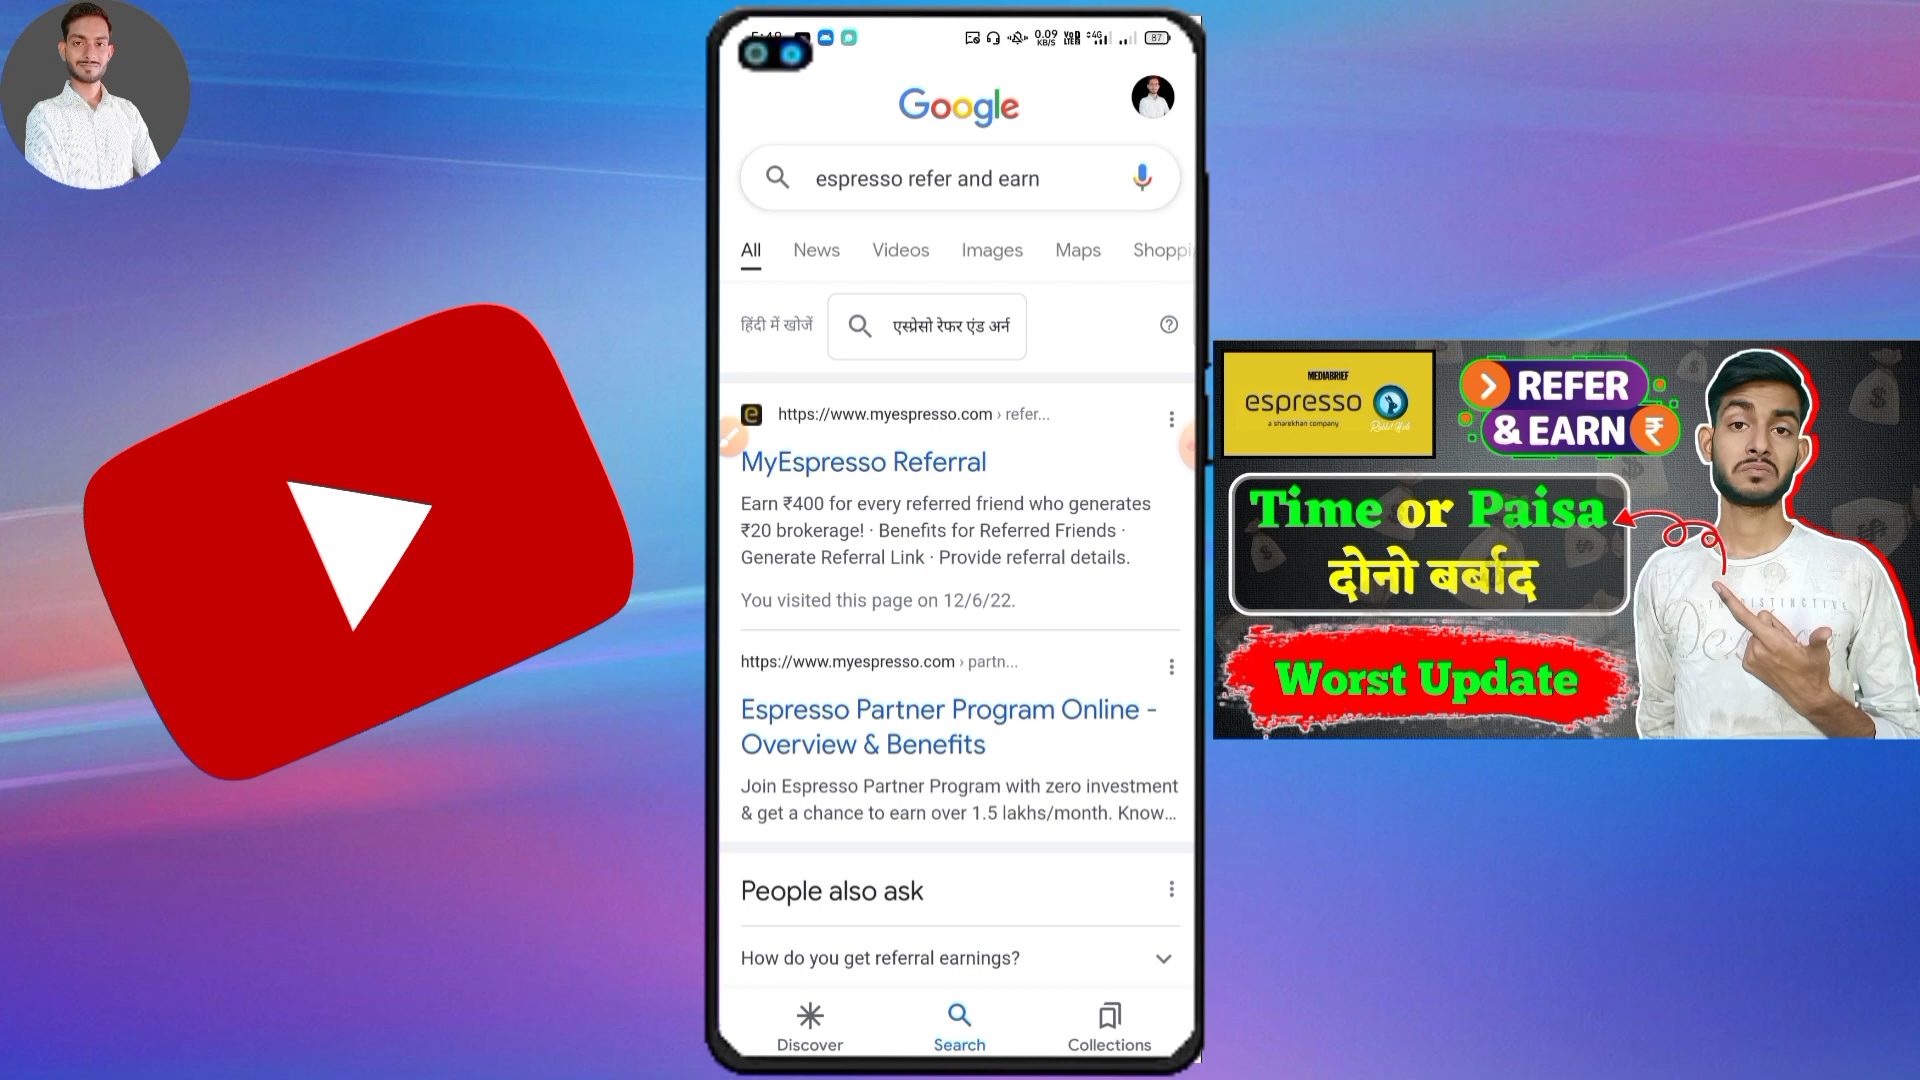 0.09
KB/S
4G
87
Google
espresso refer and earn
All News Videos Images Maps Shoppi
हिंदी में खोजें
एस्प्रेसो रेफर एंड अर्न
https://www.myespresso.com › refer...
MyEspresso Referral
Earn ₹400 for every referred friend who generates
₹20 brokerage! · Benefits for Referred Friends ·
Generate Referral Link · Provide referral details.
You visited this page on 12/6/22.
https://www.myespresso.com › partn...
Espresso Partner Program Online -
Overview & Benefits
Join Espresso Partner Program with zero investment
& get a chance to earn over 1.5 lakhs/month. Know...
People also ask
How do you get referral earnings?
Discover Search Collections
MEDIABRIEF
espresso
a sharekhan company
REFER
& EARN ₹
Time or Paisa
दोनो बर्बाद
Worst Update